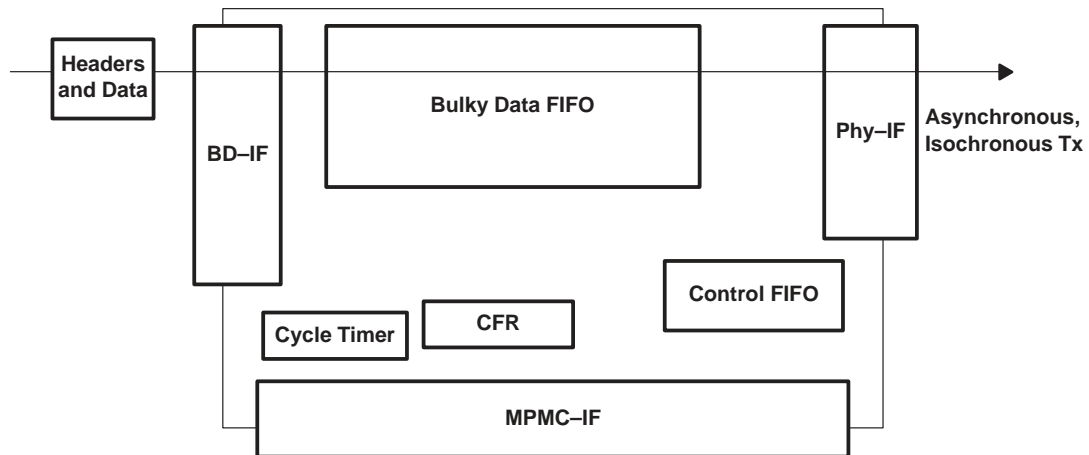 Headers
and Data
BD–IF
Bulky Data FIFO
Phy–IF
Asynchronous,
Isochronous Tx
Control FIFO
Cycle Timer
CFR
MPMC–IF